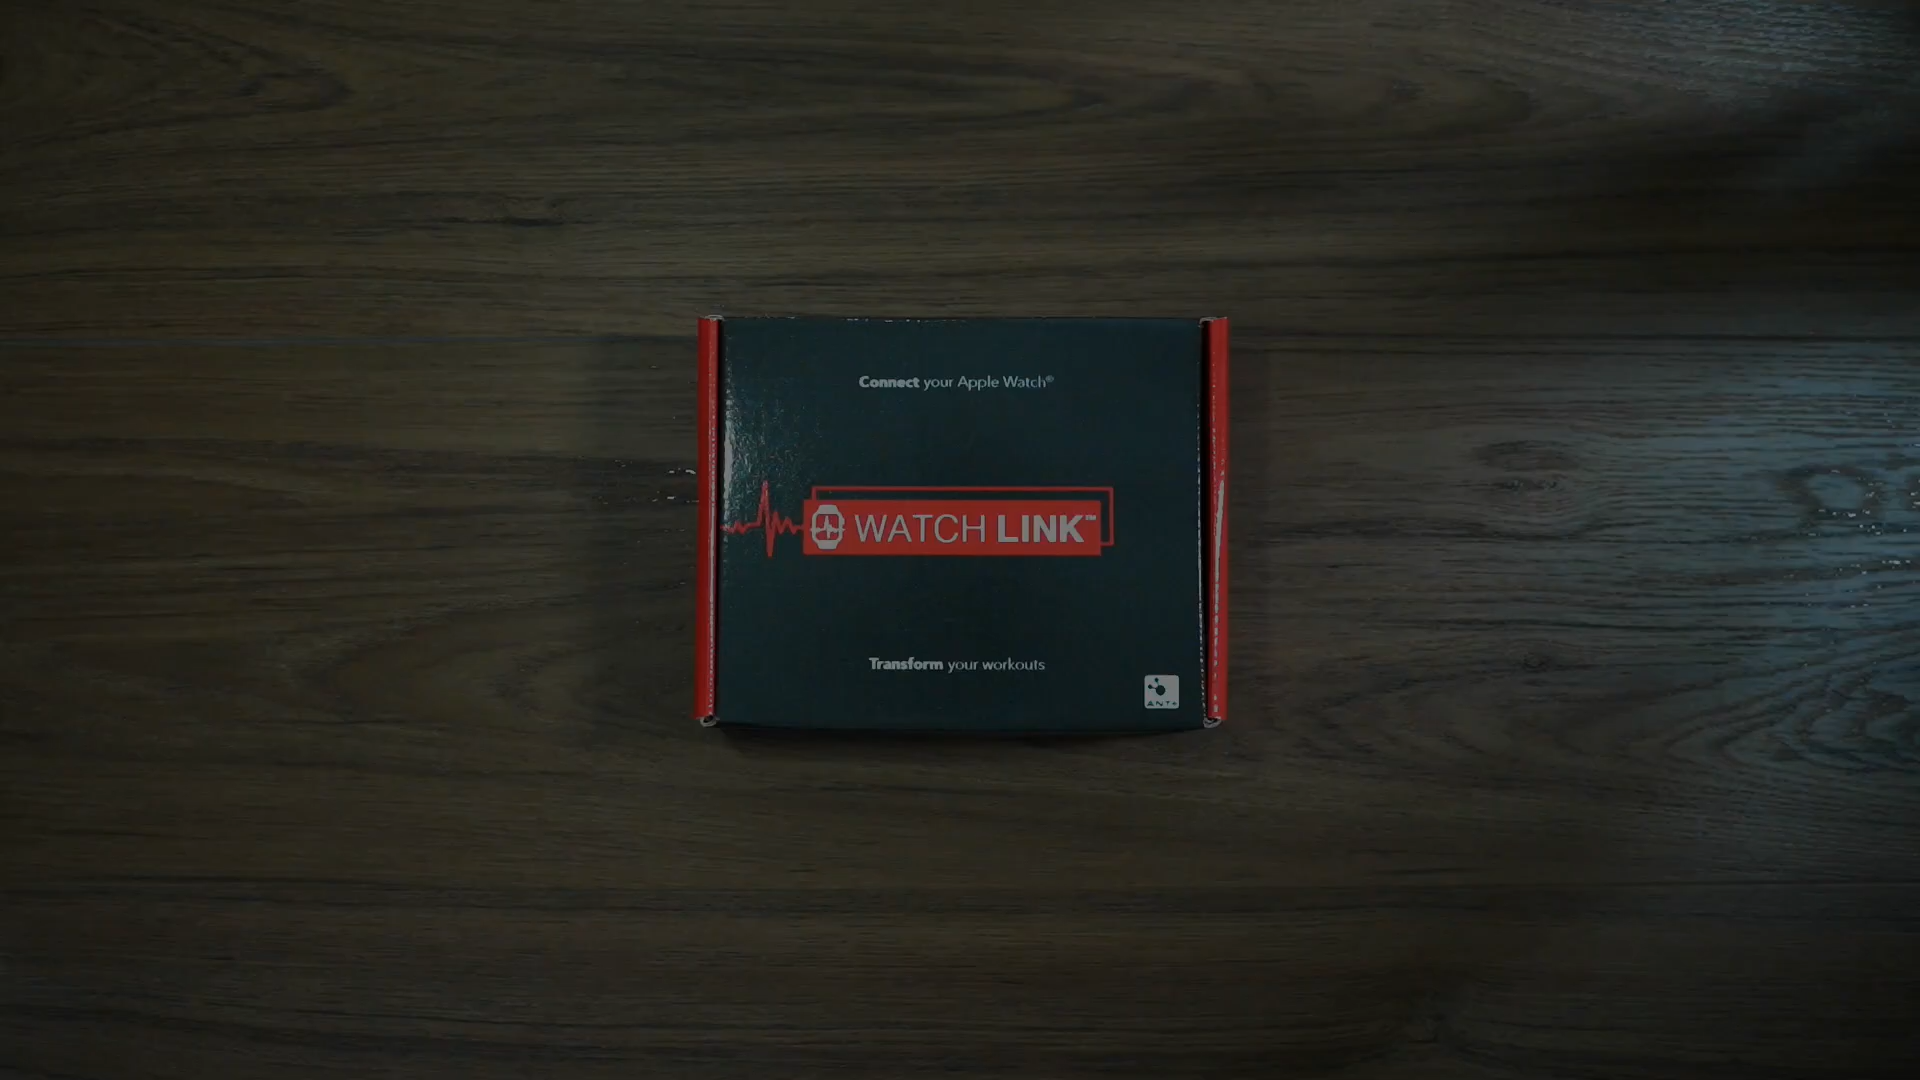 Connect your Apple Watch®
WATCH LINK™
Transform your workouts
ANT+